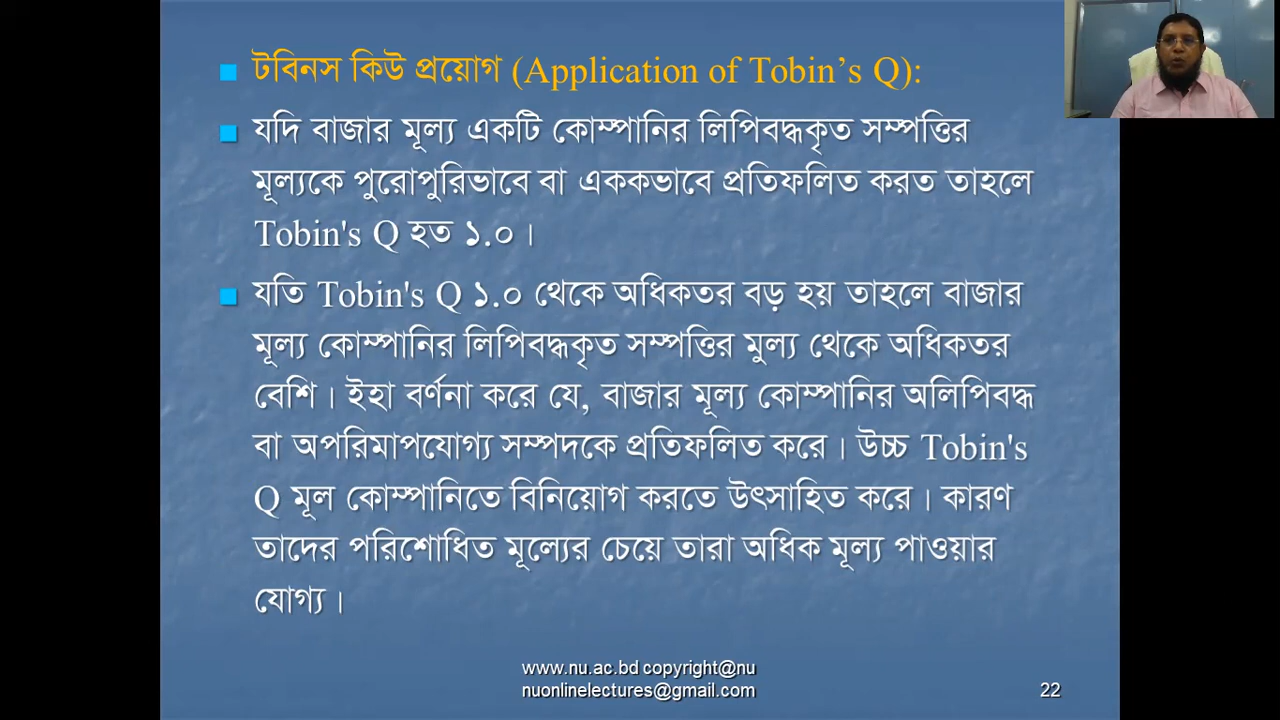 টবিনস কিউ প্রয়োগ (Application of Tobin’s Q):
যদি বাজার মূল্য একটি কোম্পানির লিপিবদ্ধকৃত সম্পত্তির
মূল্যকে পুরোপুরিভাবে বা এককভাবে প্রতিফলিত করত তাহলে
Tobin's Q হত ১.০।
যতি Tobin's Q ১.০ থেকে অধিকতর বড় হয় তাহলে বাজার
মূল্য কোম্পানির লিপিবদ্ধকৃত সম্পত্তির মুল্য থেকে অধিকতর
বেশি। ইহা বর্ণনা করে যে, বাজার মূল্য কোম্পানির অলিপিবদ্ধ
বা অপরিমাপযোগ্য সম্পদকে প্রতিফলিত করে। উচ্চ Tobin's
Q মূল কোম্পানিতে বিনিয়োগ করতে উৎসাহিত করে। কারণ
তাদের পরিশোধিত মূল্যের চেয়ে তারা অধিক মূল্য পাওয়ার
যোগ্য।
www.nu.ac.bd copyright@nu
nuonlinelectures@gmail.com
22